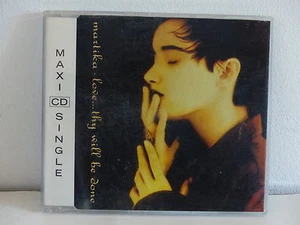 MAXI CD SINGLE
martika · love... thy will be done